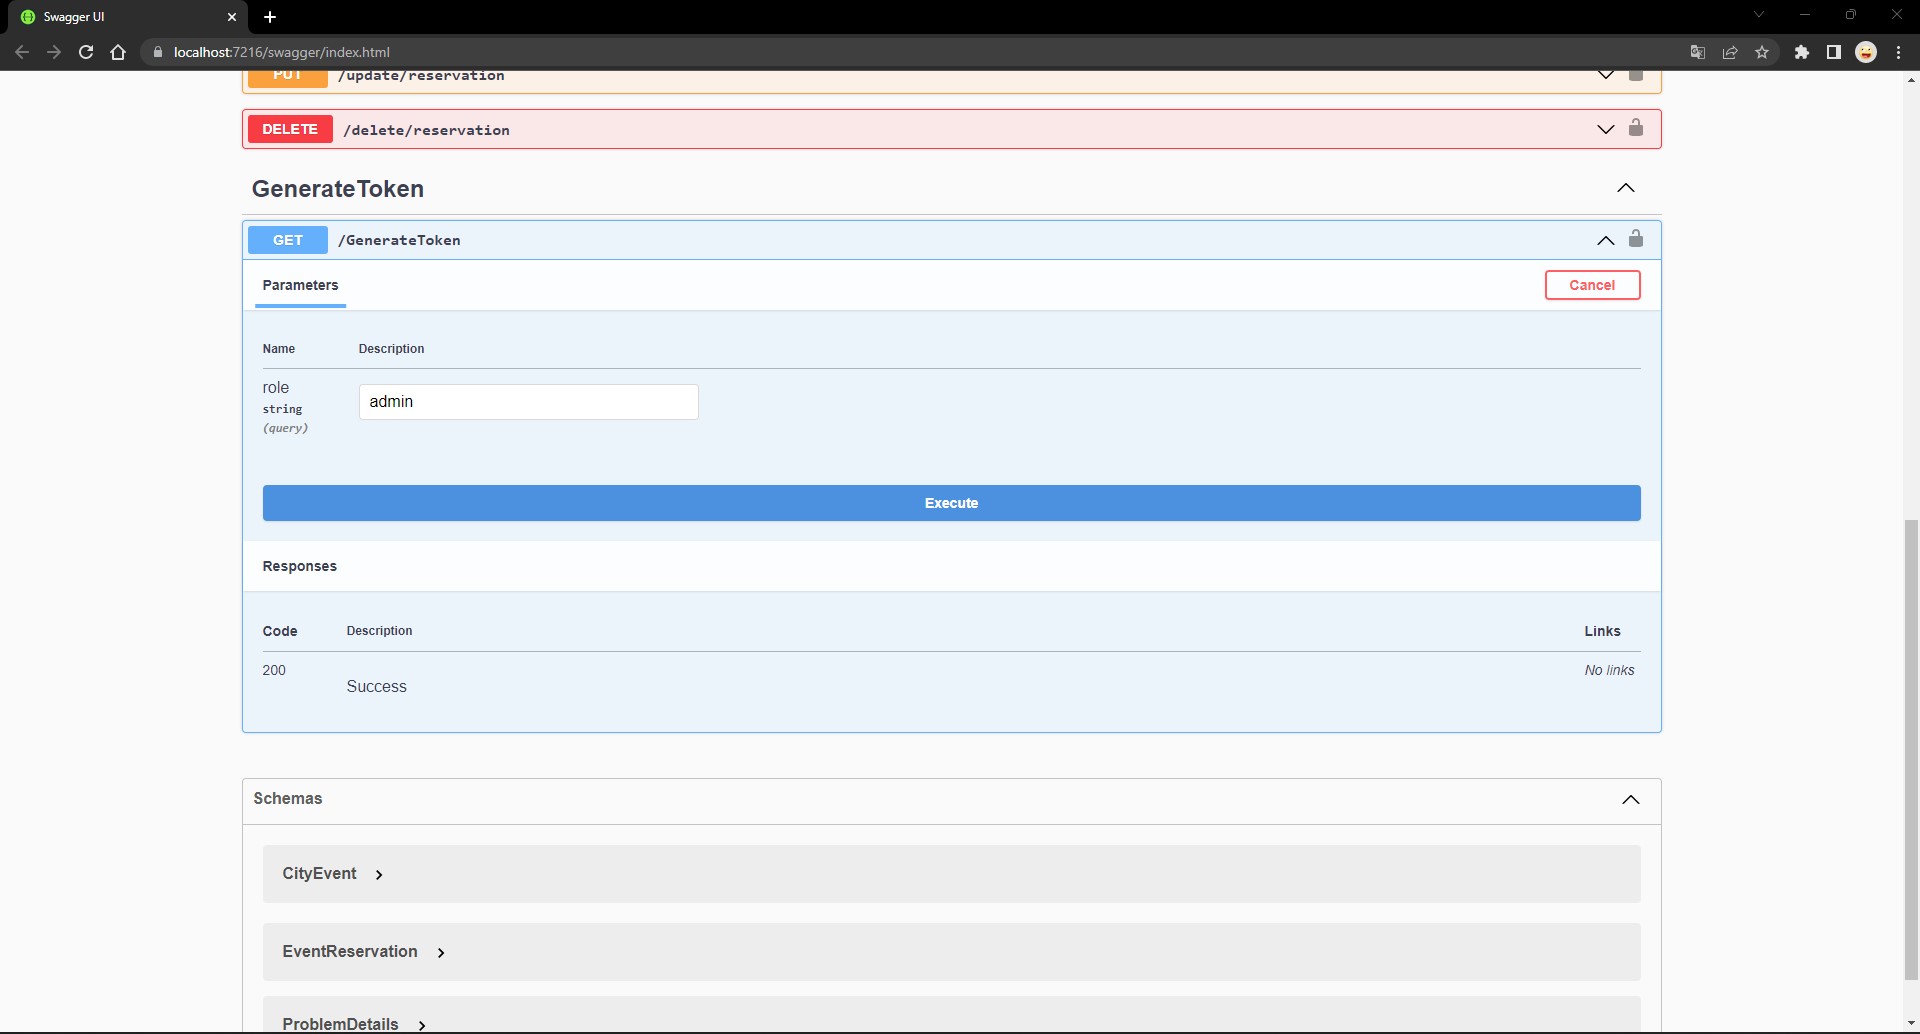 Swagger UI
localhost:7216/swagger/index.html
PUT /update/reservation
DELETE /delete/reservation
GenerateToken
GET /GenerateToken
Parameters Cancel
Name Description
role
string
(query)
admin
Execute
Responses
Code Description Links
200 No links
Success
Schemas
CityEvent
EventReservation
ProblemDetails